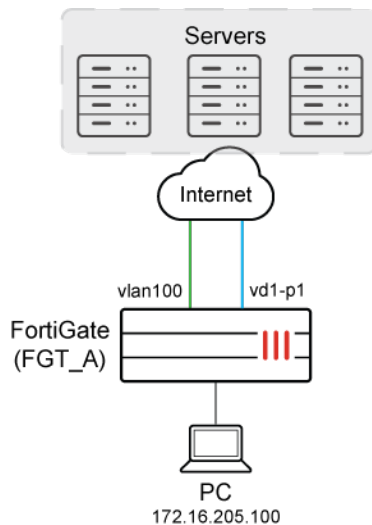 Servers
Internet
vlan100
vd1-p1
FortiGate
(FGT_A)
PC
172.16.205.100